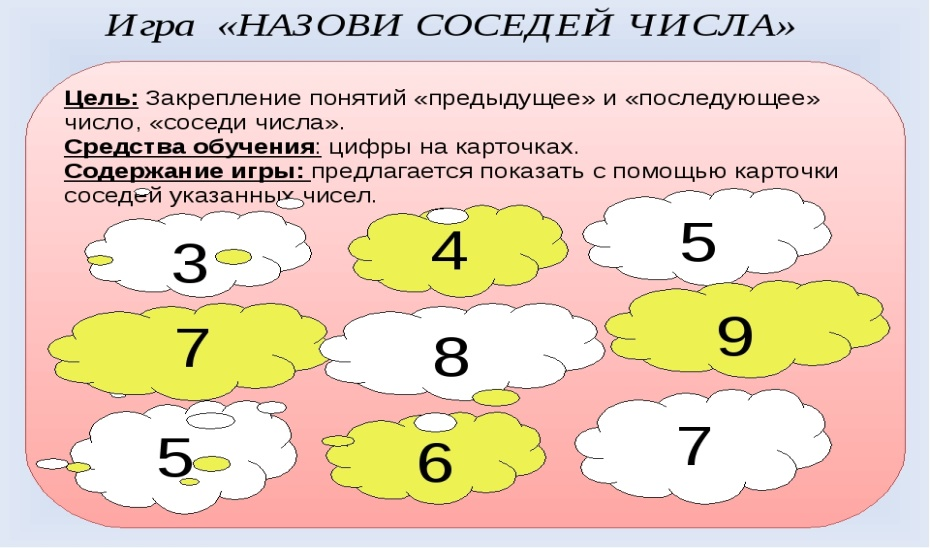 Игра «НАЗОВИ СОСЕДЕЙ ЧИСЛА»
Цель: Закрепление понятий «предыдущее» и «последующее»
число, «соседи числа».
Средства обучения: цифры на карточках.
Содержание игры: предлагается показать с помощью карточки
соседей указанных чисел.
3 4 5
7 8 9
5 6 7